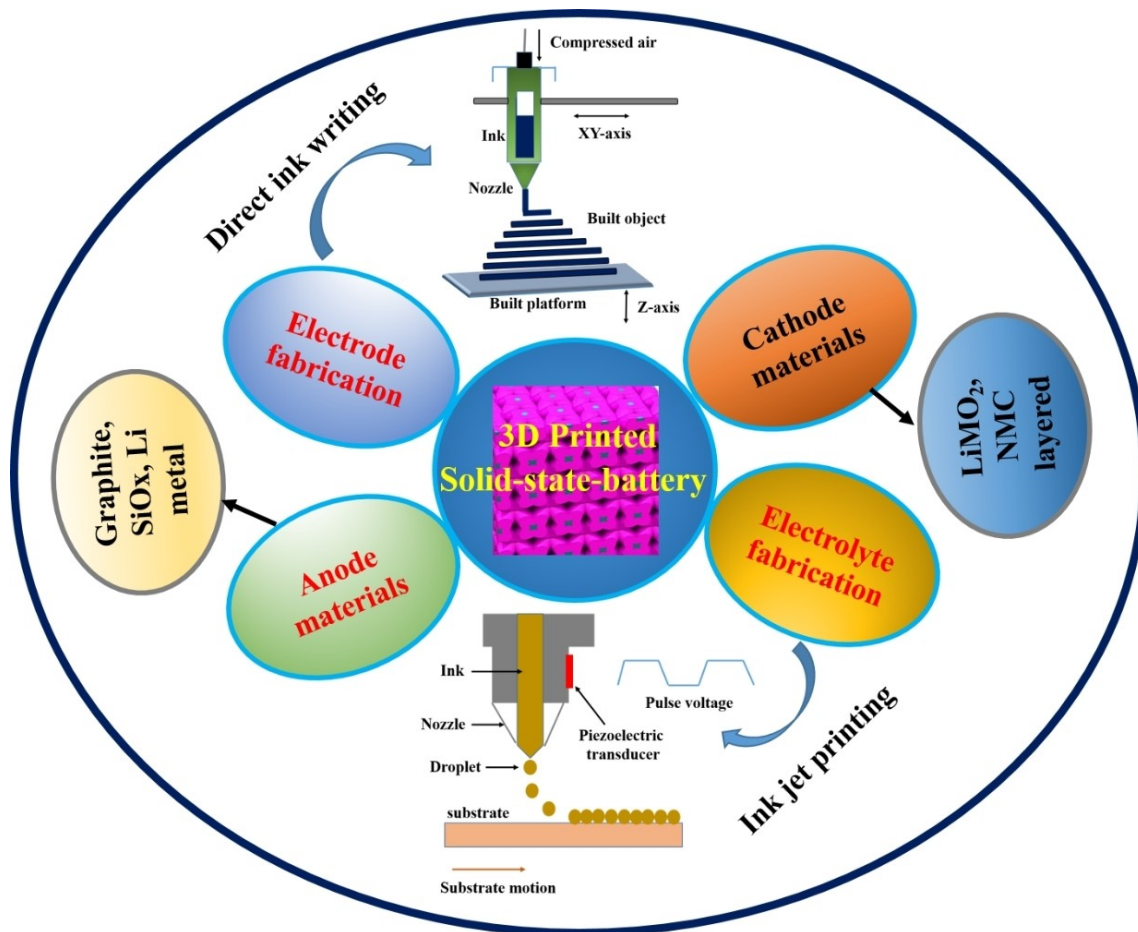 Compressed air
Direct ink writing
XY-axis
Ink
Nozzle
Built object
Built platform
Z-axis
Electrode
fabrication
Cathode
materials
3D Printed
Solid-state-battery
Graphite,
SiOx, Li
metal
LiMO₂,
NMC
layered
Anode
materials
Electrolyte
fabrication
Ink
Pulse voltage
Nozzle
Piezoelectric
transducer
Droplet
Ink jet printing
substrate
Substrate motion